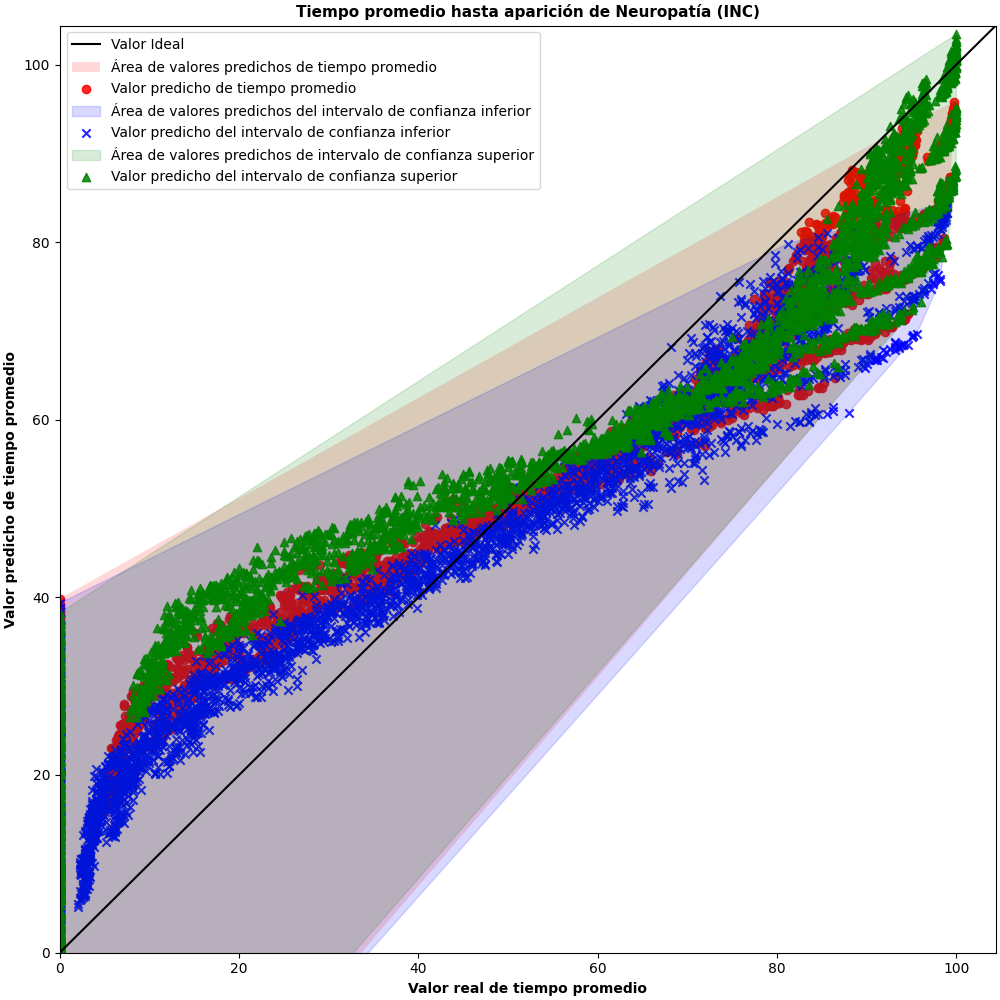 Tiempo promedio hasta aparición de Neuropatía (INC)
Valor Ideal
Área de valores predichos de tiempo promedio
Valor predicho de tiempo promedio
Área de valores predichos del intervalo de confianza inferior
Valor predicho del intervalo de confianza inferior
Área de valores predichos de intervalo de confianza superior
Valor predicho del intervalo de confianza superior
Valor predicho de tiempo promedio
100
80
60
40
20
0
0 20 40 60 80 100
Valor real de tiempo promedio